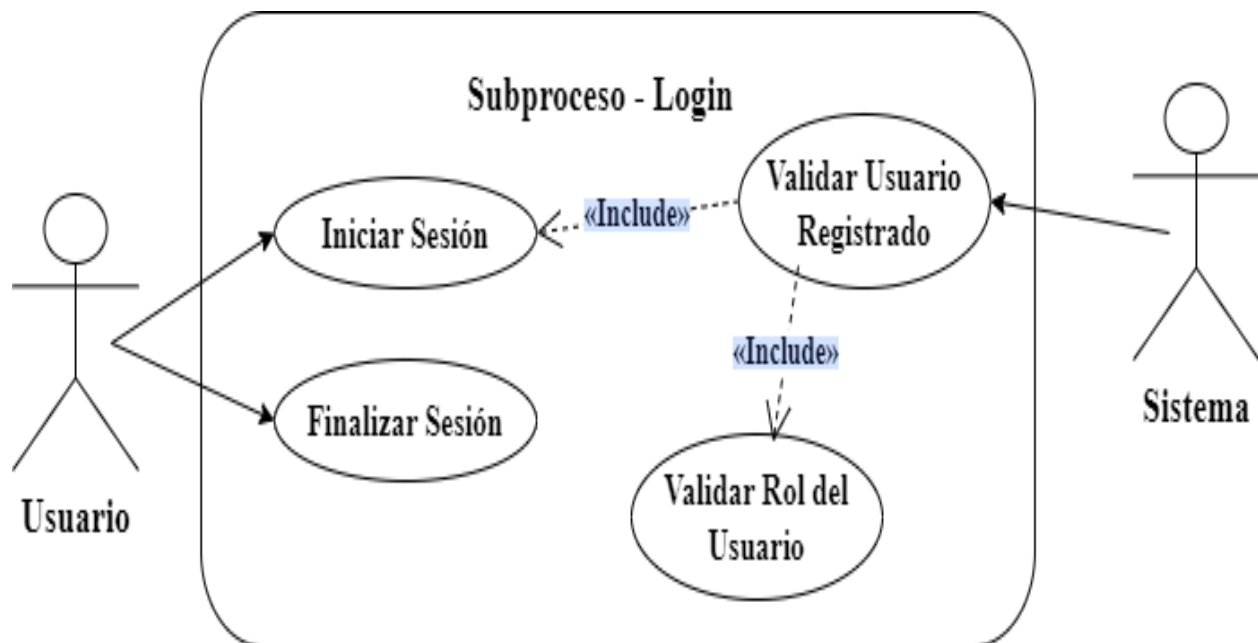 Subproceso - Login
Validar Usuario
Registrado
«Include»
Iniciar Sesión
«Include»
Finalizar Sesión
Validar Rol del
Usuario
Usuario
Sistema